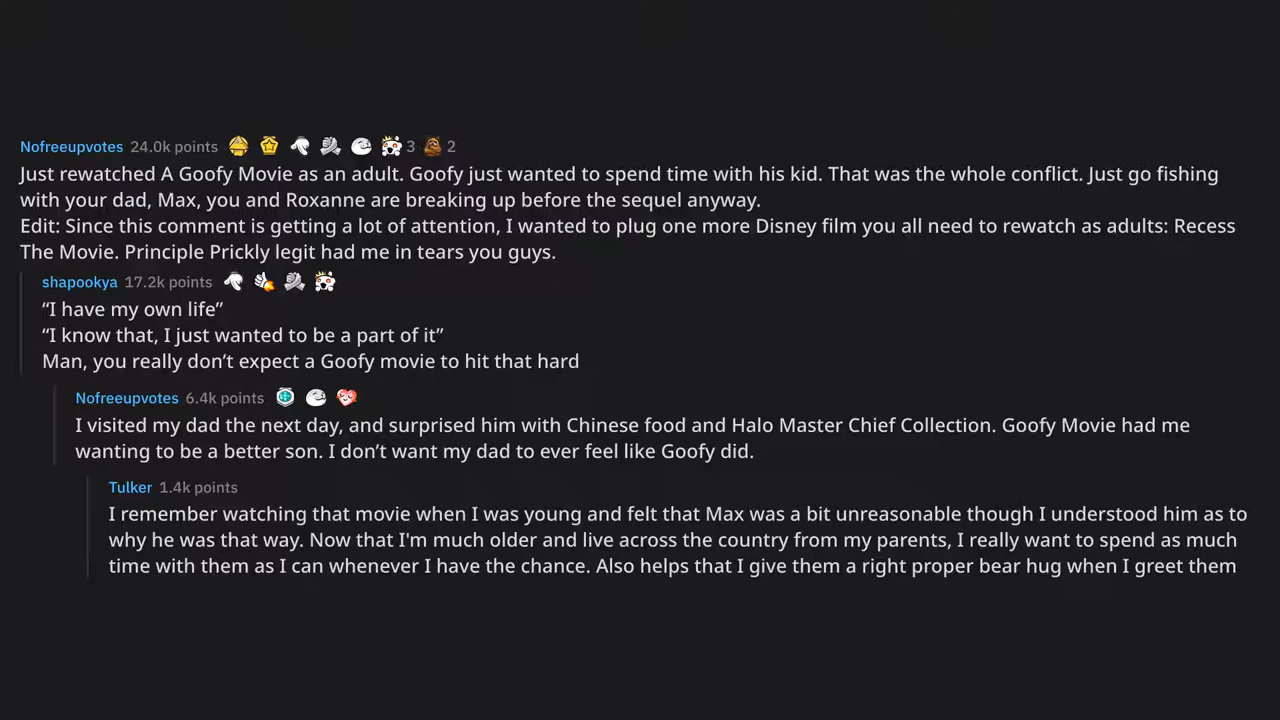 Nofreeupvotes 24.0k points 3 2
Just rewatched A Goofy Movie as an adult. Goofy just wanted to spend time with his kid. That was the whole conflict. Just go fishing
with your dad, Max, you and Roxanne are breaking up before the sequel anyway.
Edit: Since this comment is getting a lot of attention, I wanted to plug one more Disney film you all need to rewatch as adults: Recess
The Movie. Principle Prickly legit had me in tears you guys.
shapookya 17.2k points
“I have my own life”
“I know that, I just wanted to be a part of it”
Man, you really don’t expect a Goofy movie to hit that hard
Nofreeupvotes 6.4k points
I visited my dad the next day, and surprised him with Chinese food and Halo Master Chief Collection. Goofy Movie had me
wanting to be a better son. I don’t want my dad to ever feel like Goofy did.
Tulker 1.4k points
I remember watching that movie when I was young and felt that Max was a bit unreasonable though I understood him as to
why he was that way. Now that I'm much older and live across the country from my parents, I really want to spend as much
time with them as I can whenever I have the chance. Also helps that I give them a right proper bear hug when I greet them